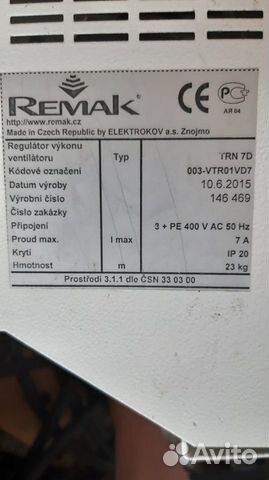 REMAK
CE
АЯ 04
http://www.remak.cz
Made in Czech Republic by ELEKTROKOV a.s. Znojmo
Regulátor výkonu
ventilátoru Typ TRN 7D
Kódové označení 003-VTR01VD7
Datum výroby 10.6.2015
Výrobní číslo 146 469
Číslo zakázky
Připojení 3 + PE 400 V AC 50 Hz
Proud max. I max 7 A
Krytí IP 20
Hmotnost m 23 kg
Prostředí 3.1.1 dle ČSN 33 03 00
Avito